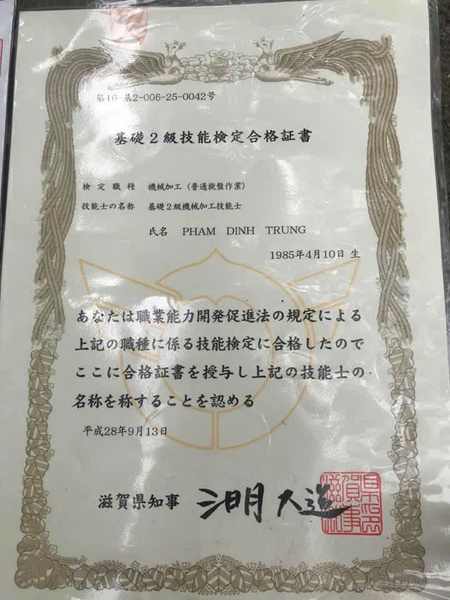 第16-基2-006-25-0042号
基礎2級技能検定合格証書
検定職種 機械加工(普通旋盤作業)
技能士の名称 基礎2級機械加工技能士
氏名 PHAM DINH TRUNG
1985年4月10日 生
あなたは職業能力開発促進法の規定による
上記の職種に係る技能検定に合格したので
ここに合格証書を授与し上記の技能士の
名称を称することを認める
平成28年9月13日
滋賀県知事 三日月大造